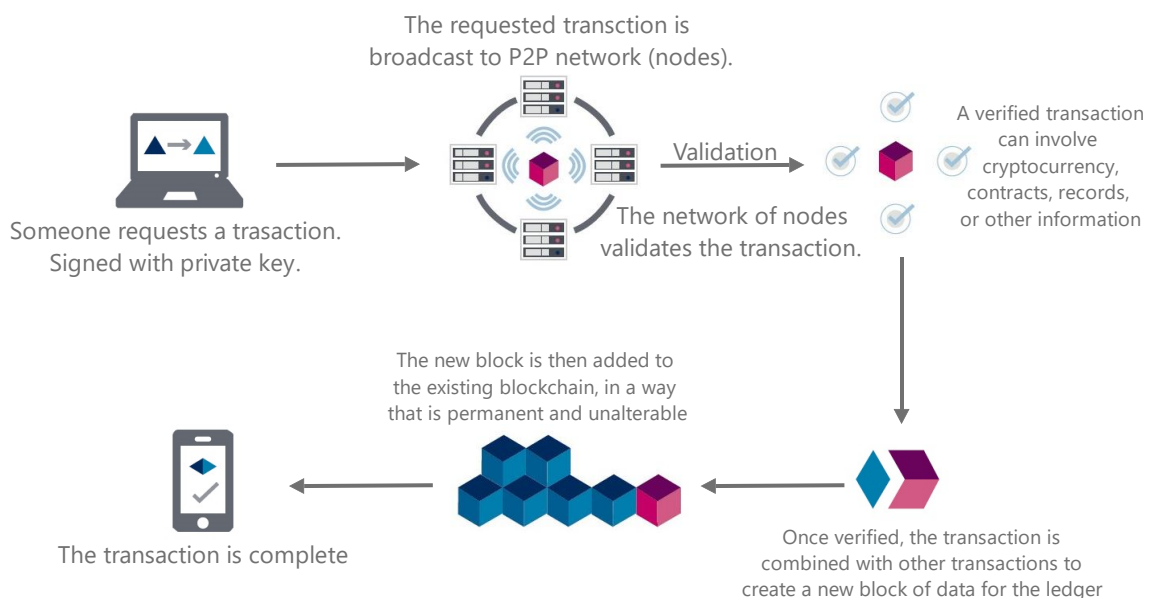 The requested transction is
broadcast to P2P network (nodes).
Someone requests a trasaction.
Signed with private key.
Validation
The network of nodes
validates the transaction.
A verified transaction
can involve
cryptocurrency,
contracts, records,
or other information
Once verified, the transaction is
combined with other transactions to
create a new block of data for the ledger
The new block is then added to
the existing blockchain, in a way
that is permanent and unalterable
The transaction is complete